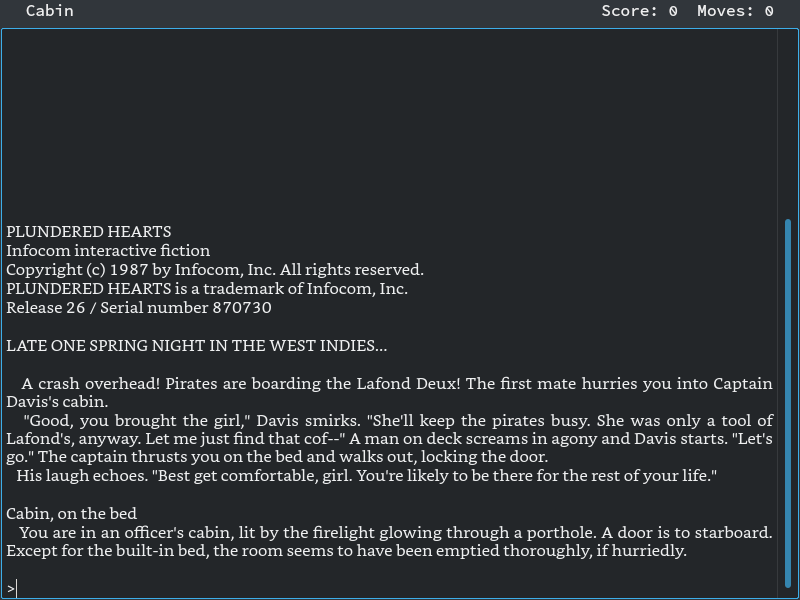 Cabin Score: 0 Moves: 0
PLUNDERED HEARTS
Infocom interactive fiction
Copyright (c) 1987 by Infocom, Inc. All rights reserved.
PLUNDERED HEARTS is a trademark of Infocom, Inc.
Release 26 / Serial number 870730
LATE ONE SPRING NIGHT IN THE WEST INDIES...
A crash overhead! Pirates are boarding the Lafond Deux! The first mate hurries you into Captain
Davis's cabin.
"Good, you brought the girl," Davis smirks. "She'll keep the pirates busy. She was only a tool of
Lafond's, anyway. Let me just find that cof--" A man on deck screams in agony and Davis starts. "Let's
go." The captain thrusts you on the bed and walks out, locking the door.
His laugh echoes. "Best get comfortable, girl. You're likely to be there for the rest of your life."
Cabin, on the bed
You are in an officer's cabin, lit by the firelight glowing through a porthole. A door is to starboard.
Except for the built-in bed, the room seems to have been emptied thoroughly, if hurriedly.
>